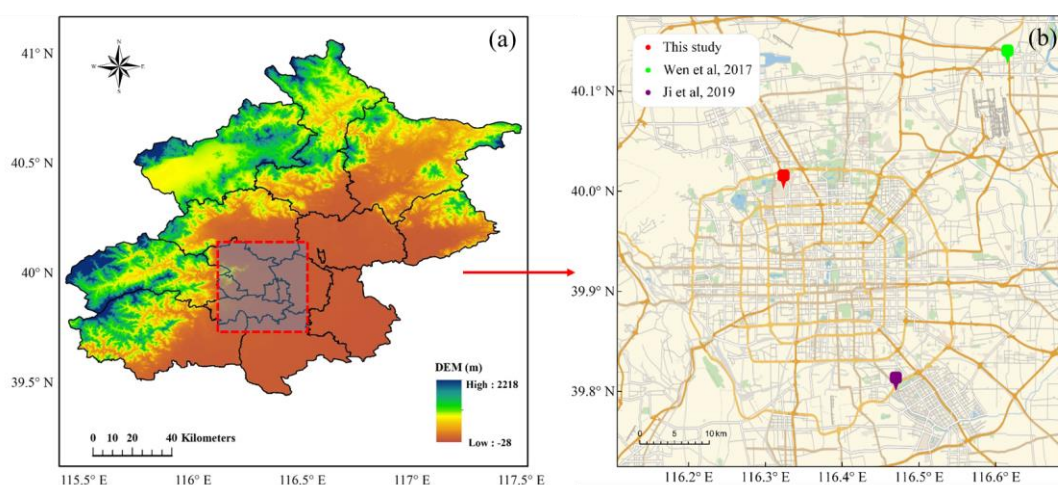 (a)
41° N
40.5° N
40° N
39.5° N
N
W
E
S
DEM (m)
High : 2218
Low : -28
0 10 20 40 Kilometers
115.5° E
116° E
116.5° E
117° E
117.5° E
(b)
This study
Wen et al, 2017
Ji et al, 2019
40.1° N
40.0° N
39.9° N
39.8° N
0 10 km
116.2° E
116.3° E
116.4° E
116.5° E
116.6° E